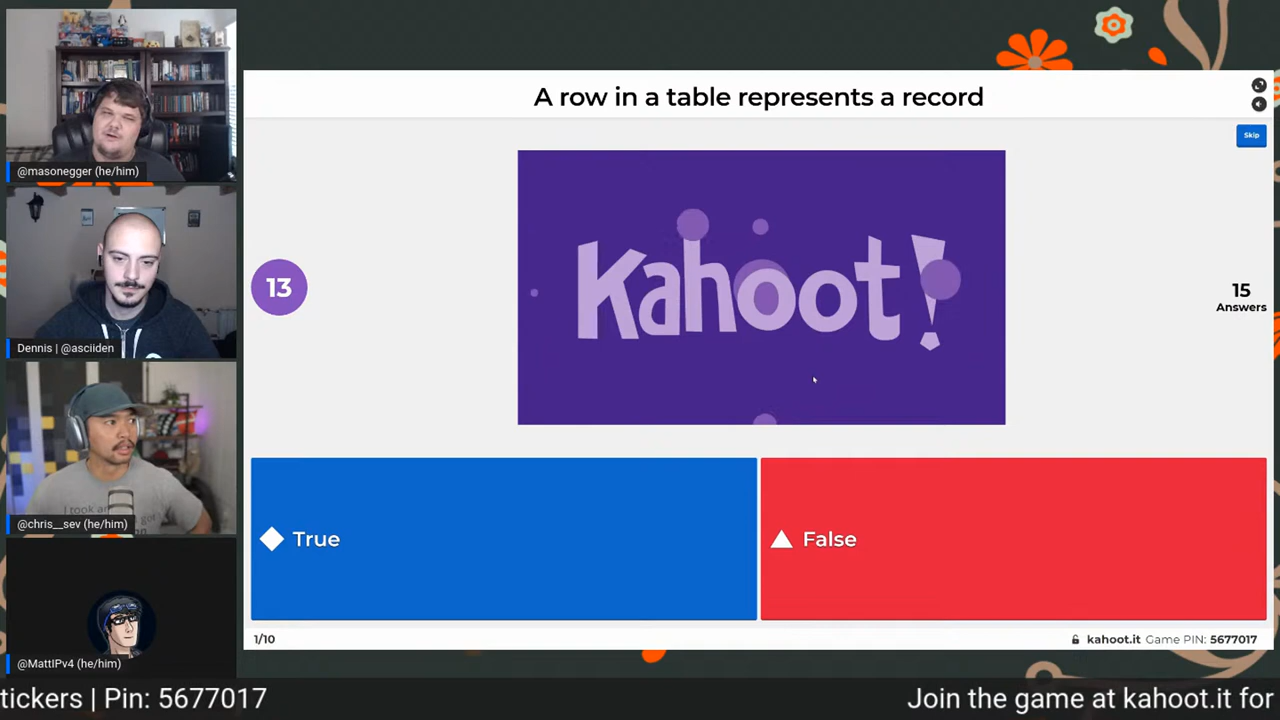 @masonegger (he/him)
Dennis | @asciiden
@chris__sev (he/him)
@MattIPv4 (he/him)
A row in a table represents a record
Skip
13
Kahoot!
15
Answers
True
False
1/10
kahoot.it Game PIN: 5677017
tickers | Pin: 5677017
Join the game at kahoot.it for